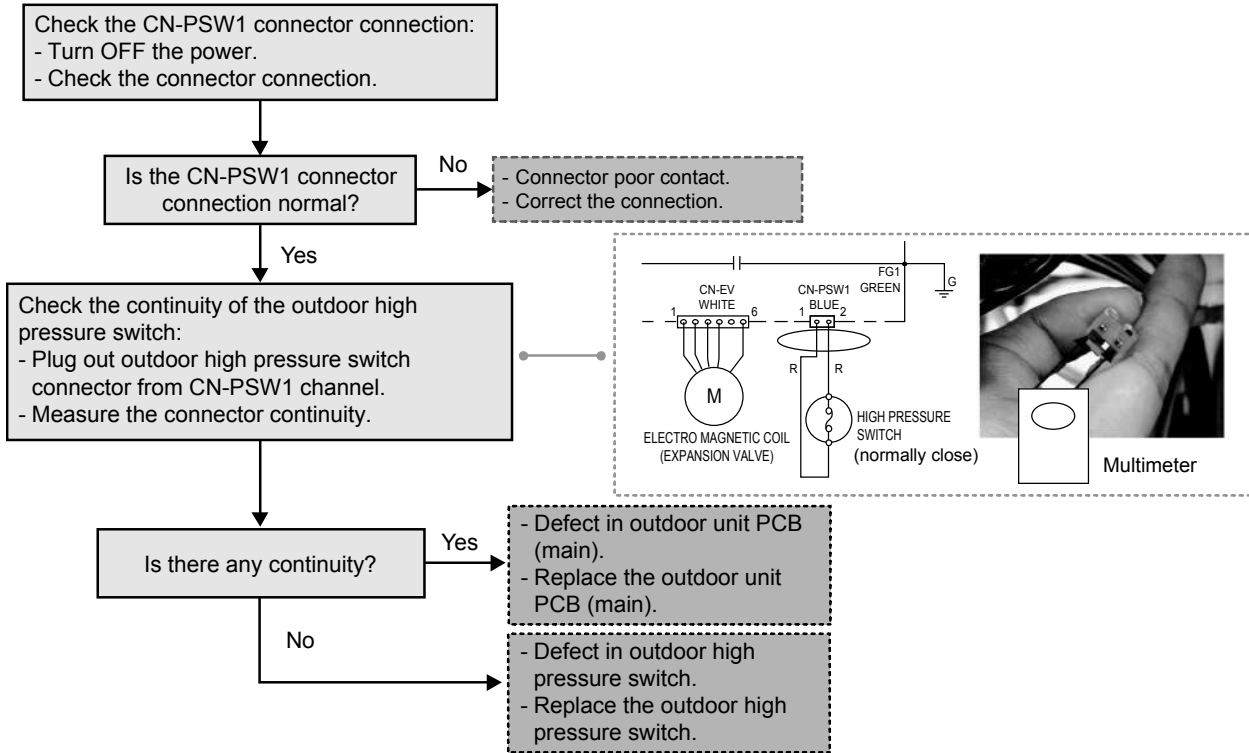 Check the CN-PSW1 connector connection:
- Turn OFF the power.
- Check the connector connection.
Is the CN-PSW1 connector
connection normal?
No
- Connector poor contact.
- Correct the connection.
Yes
Check the continuity of the outdoor high
pressure switch:
- Plug out outdoor high pressure switch
connector from CN-PSW1 channel.
- Measure the connector continuity.
FG1
GREEN
G
CN-EV
WHITE
1
6
CN-PSW1
BLUE
1
2
R
R
M
ELECTRO MAGNETIC COIL
(EXPANSION VALVE)
HIGH PRESSURE
SWITCH
(normally close)
Multimeter
Is there any continuity?
Yes
- Defect in outdoor unit PCB
(main).
- Replace the outdoor unit
PCB (main).
No
- Defect in outdoor high
pressure switch.
- Replace the outdoor high
pressure switch.